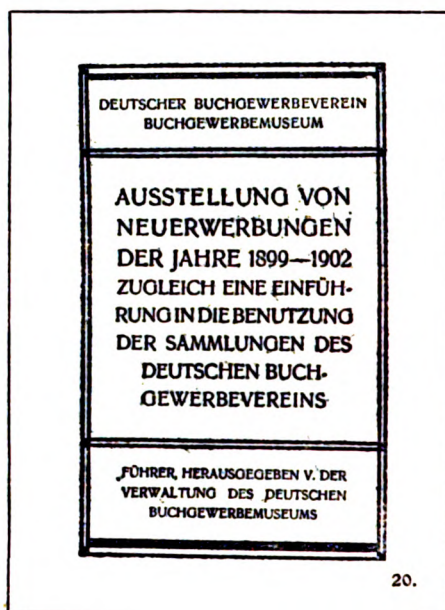 DEUTSCHER BUCHGEWERBEVEREIN
BUCHGEWERBEMUSEUM
AUSSTELLUNG VON
NEUERWERBUNGEN
DER JAHRE 1899—1902
ZUGLEICH EINE EINFÜH-
RUNG IN DIE BENUTZUNG
DER SAMMLUNGEN DES
DEUTSCHEN BUCH-
GEWERBEVEREINS
FÜHRER, HERAUSGEGEBEN V. DER
VERWALTUNG DES DEUTSCHEN
BUCHGEWERBEMUSEUMS
20.